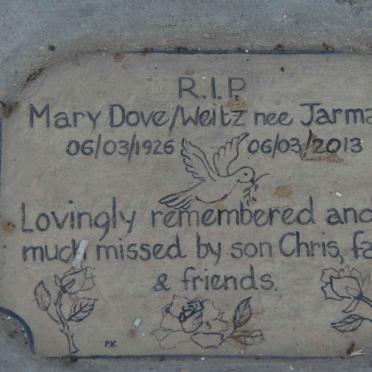 R.I.P
Mary Dove/Weitz nee Jarma
06/03/1926 06/03/2013
Lovingly remembered and
much missed by son Chris, fa
& friends.
P.K